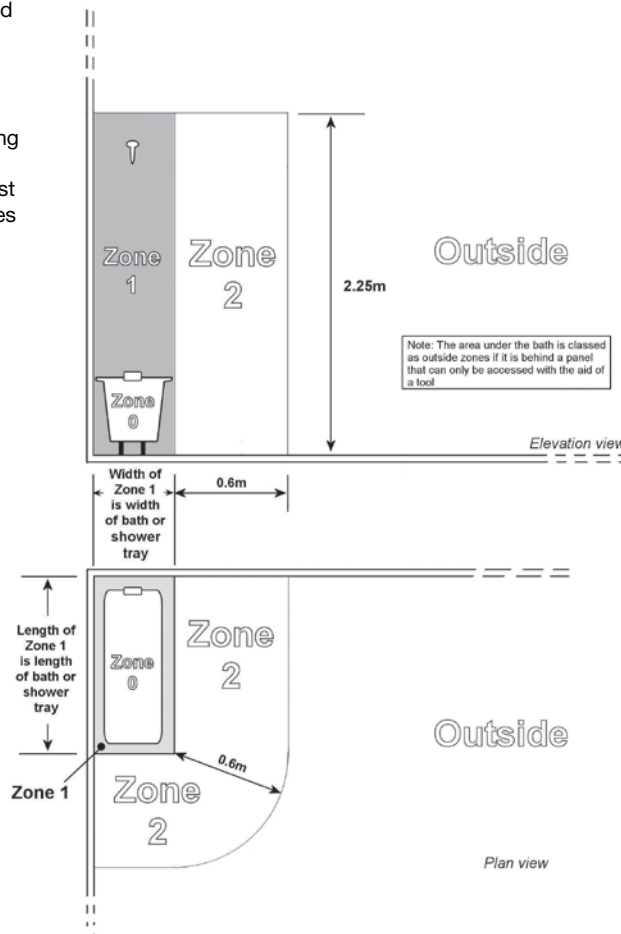 d
ng
st
es
Zone
1
Zone
2
Outside
2.25m
Note: The area under the bath is classed
as outside zones if it is behind a panel
that can only be accessed with the aid of
a tool
Zone
0
Elevation view
Width of
Zone 1
is width
of bath or
shower
tray
0.6m
Length of
Zone 1
is length
of bath or
shower
tray
Zone
0
Zone
2
Outside
0.6m
Zone 1
Zone
2
Plan view